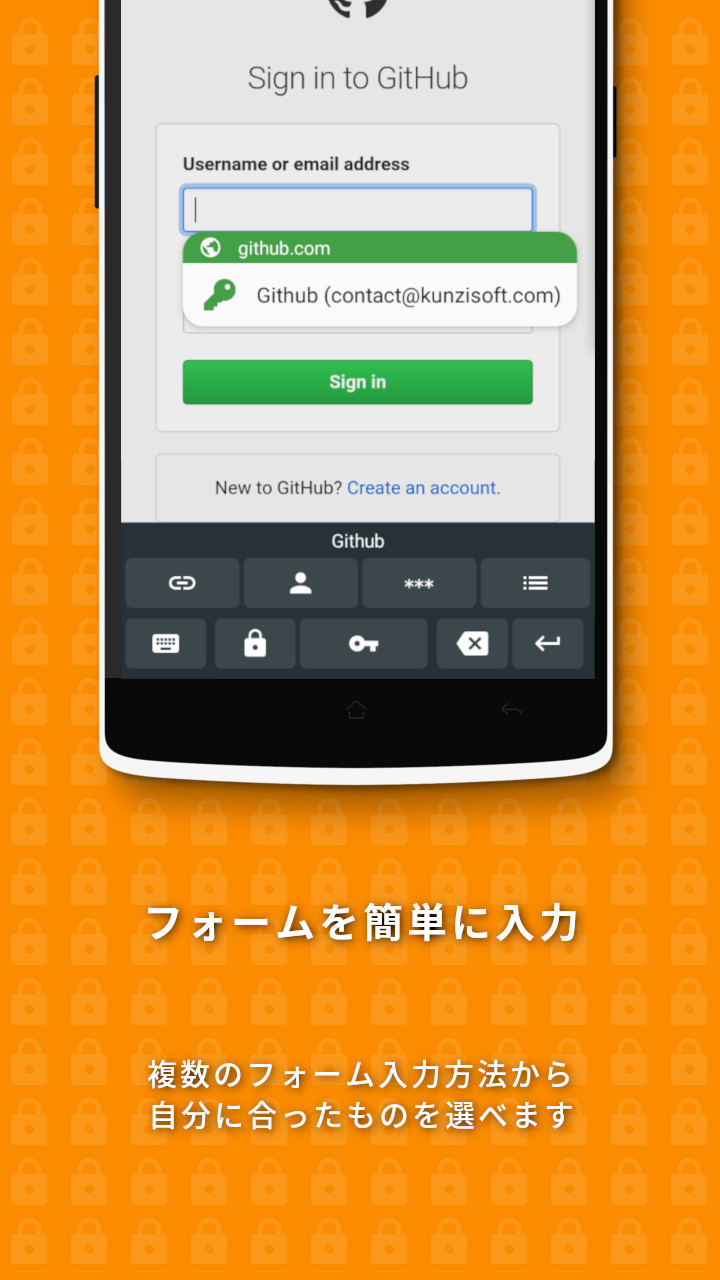 Sign in to GitHub
Username or email address
github.com
Github (contact@kunzisoft.com)
Sign in
New to GitHub? Create an account.
Github
***
フォームを簡単に入力
複数のフォーム入力方法から
自分に合ったものを選べます